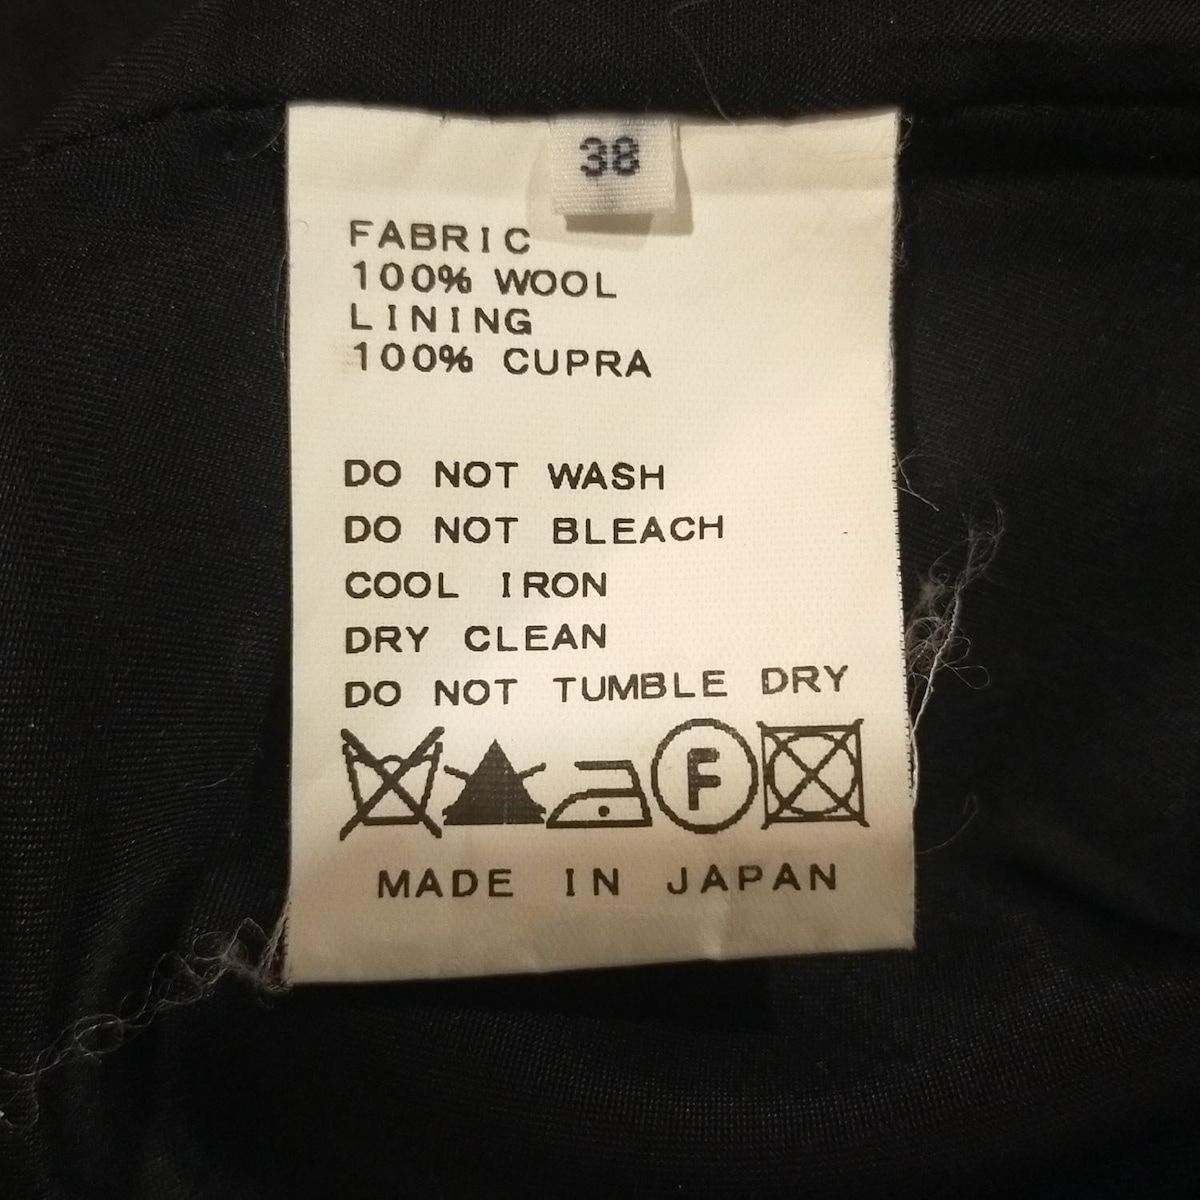 38
FABRIC
100% WOOL
LINING
100% CUPRA
DO NOT WASH
DO NOT BLEACH
COOL IRON
DRY CLEAN
DO NOT TUMBLE DRY
F
MADE IN JAPAN